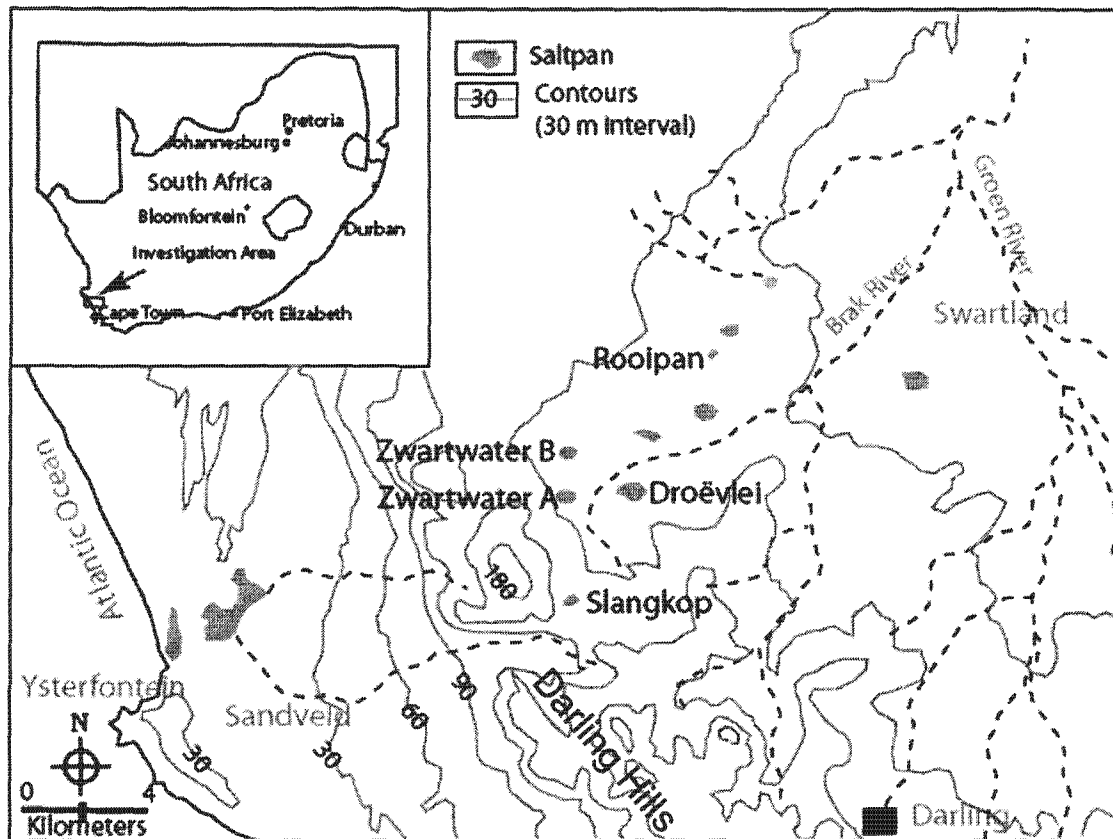 Pretoria
Johannesburg
South Africa
Bloomfontein
Durban
Investigation Area
Cape Town
Port Elizabeth
Saltpan
30
Contours
(30 m Interval)
Groen River
Brak River
Swartland
Rooipan
Zwartwater B
Zwartwater A
Droëvlei
Atlantic Ocean
180
Slangkop
Ysterfontein
Sandveld
Darling Hills
90
60
30
30
N
0
4
Kilometers
Darling